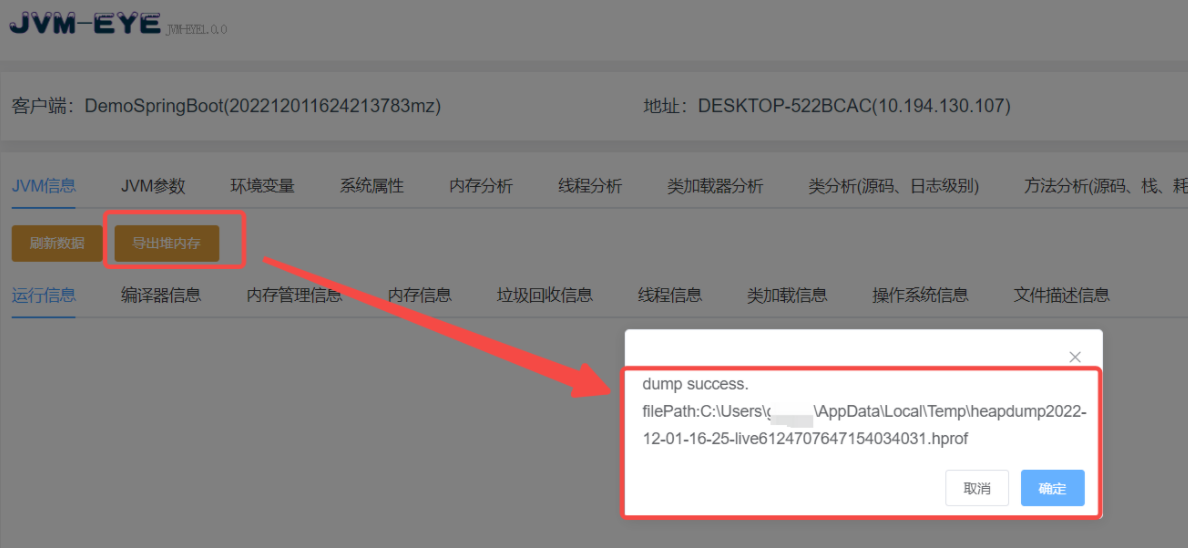 JVM-EYE JVM-EYE1.0.0
客户端：DemoSpringBoot(202212011624213783mz) 地址：DESKTOP-522BCAC(10.194.130.107)
JVM信息 JVM参数 环境变量 系统属性 内存分析 线程分析 类加载器分析 类分析(源码、日志级别) 方法分析(源码、栈、耗
刷新数据 导出堆内存
运行信息 编译器信息 内存管理信息 内存信息 垃圾回收信息 线程信息 类加载信息 操作系统信息 文件描述信息
dump success.
filePath:C:\Users\g \AppData\Local\Temp\heapdump2022-
12-01-16-25-live6124707647154034031.hprof
取消 确定